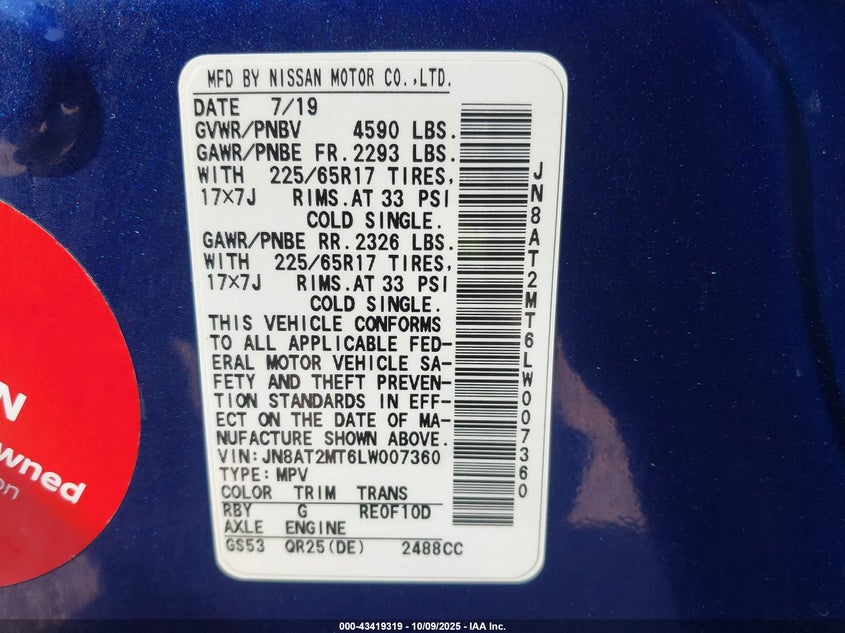 MFD BY NISSAN MOTOR CO.,LTD.
DATE 7/19
GVWR/PNBV 4590 LBS.
GAWR/PNBE FR. 2293 LBS.
WITH 225/65R17 TIRES,
17×7J RIMS.AT 33 PSI
COLD SINGLE.
GAWR/PNBE RR. 2326 LBS.
WITH 225/65R17 TIRES,
17×7J RIMS.AT 33 PSI
COLD SINGLE.
THIS VEHICLE CONFORMS
TO ALL APPLICABLE FED-
ERAL MOTOR VEHICLE SA-
FETY AND THEFT PREVEN-
TION STANDARDS IN EFF-
ECT ON THE DATE OF MA-
NUFACTURE SHOWN ABOVE.
VIN:JN8AT2MT6LW007360
TYPE:MPV
COLOR TRIM TRANS
RBY G RE0F10D
AXLE ENGINE
GS53 QR25(DE) 2488CC
JN8AT2MT6LW007360
N
wned
on
000-43419319 - 10/09/2025 - IAA Inc.